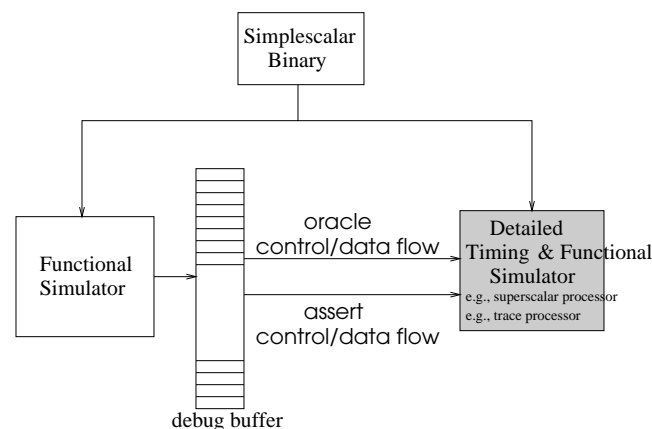 Simplescalar
Binary
oracle
control/data flow
Functional
Simulator
assert
control/data flow
debug buffer
Detailed
Timing & Functional
Simulator
e.g., superscalar processor
e.g., trace processor